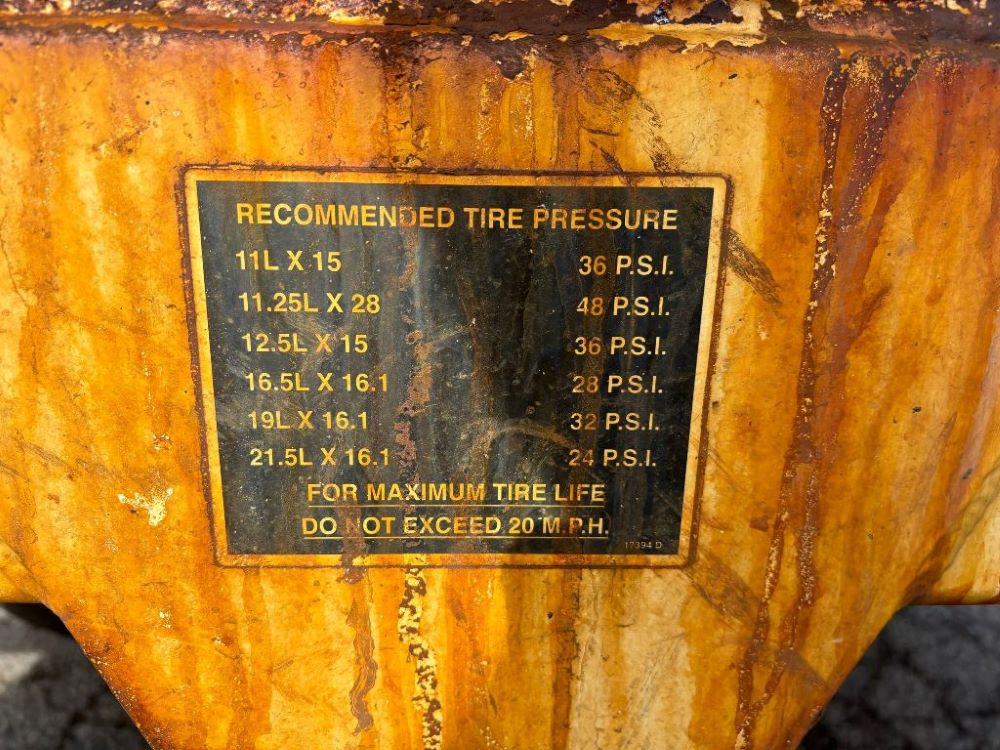 RECOMMENDED TIRE PRESSURE
11L X 15 36 P.S.I.
11.25L X 28 48 P.S.I.
12.5L X 15 36 P.S.I.
16.5L X 16.1 28 P.S.I.
19L X 16.1 32 P.S.I.
21.5L X 16.1 24 P.S.I.
FOR MAXIMUM TIRE LIFE
DO NOT EXCEED 20 M.P.H.
17394 D